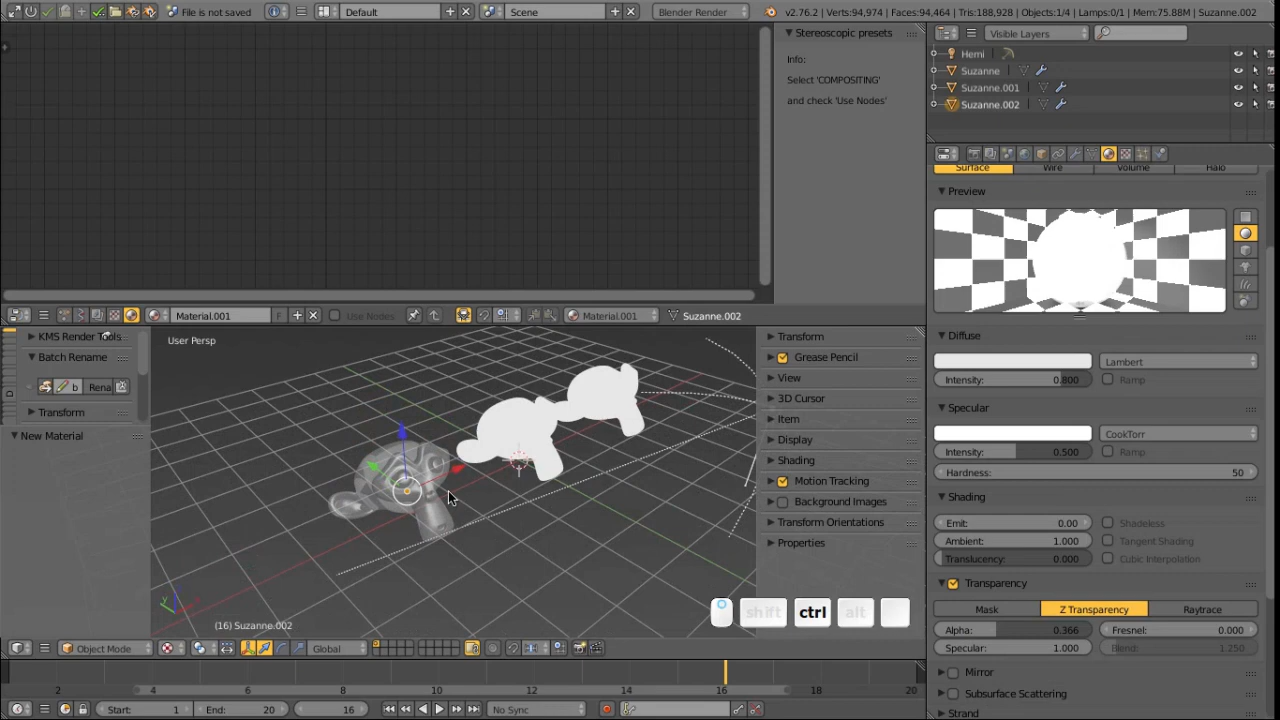 File is not saved Default Scene Blender Render v2.76.2 | Verts:94,974 | Faces:94,464 | Tris:188,928 | Objects:1/4 | Lamps:0/1 | Mem:75.88M | Suzanne.002
Stereoscopic presets
Info:
Select 'COMPOSITING'
and check 'Use Nodes'
Visible Layers
Hemi
Suzanne
Suzanne.001
Suzanne.002
Surface Wire Volume Halo
Preview
Diffuse
Lambert
Intensity: 0.800 Ramp
Specular
CookTorr
Intensity: 0.500 Ramp
Hardness: 50
Shading
Emit: 0.00 Shadeless
Ambient: 1.000 Tangent Shading
Translucency: 0.000 Cubic Interpolation
Transparency
Mask Z Transparency Raytrace
Alpha: 0.366 Fresnel: 0.000
Specular: 1.000 Blend: 1.250
Mirror
Subsurface Scattering
Strand
Material.001 F Use Nodes Material.001 Suzanne.002
KMS Render Tools
Batch Rename
b Rena
Transform
New Material
User Persp
(16) Suzanne.002
shift ctrl alt
Transform
Grease Pencil
View
3D Cursor
Item
Display
Shading
Motion Tracking
Background Images
Transform Orientations
Properties
Object Mode Global
2 4 6 8 10 12 14 16 18 20
Start: 1 End: 20 16 No Sync